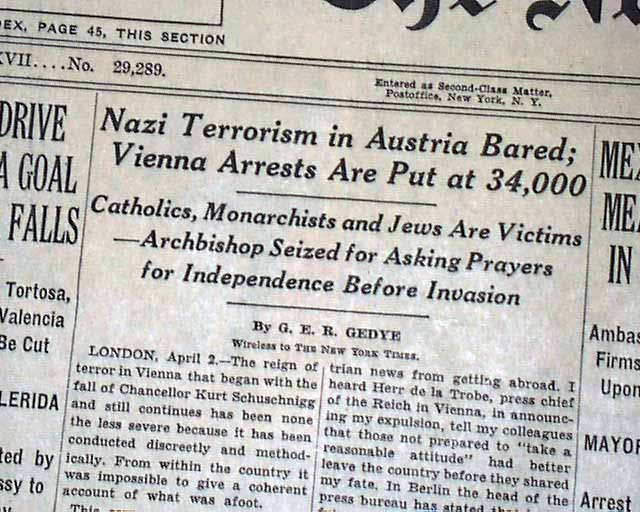 The N
DEX, PAGE 45, THIS SECTION
XVII....No. 29,289.
Entered as Second-Class Matter,
Postoffice, New York, N. Y.
DRIVE
A GOAL
FALLS
Tortosa,
Valencia
Be Cut
LERIDA
ted by
ssy to
Nazi Terrorism in Austria Bared;
Vienna Arrests Are Put at 34,000
Catholics, Monarchists and Jews Are Victims
—Archbishop Seized for Asking Prayers
for Independence Before Invasion
By G. E. R. GEDYE
Wireless to THE NEW YORK TIMES.
LONDON, April 2.—The reign of
terror in Vienna that began with the
fall of Chancellor Kurt Schuschnigg
and still continues has been none
the less severe because it has been
conducted discreetly and method-
ically. From within the country it
was impossible to give a coherent
account of what was afoot.
trian news from getting abroad. I
heard Herr de la Trobe, press chief
of the Reich in Vienna, in announc-
ing my expulsion, tell my colleagues
that those not prepared to "take a
reasonable attitude" had better
leave the country before they shared
my fate. In Berlin the head of the
press bureau has stated that
MEX
MEA
IN
Ambas
Firms
Upon
MAYOR
Arrest